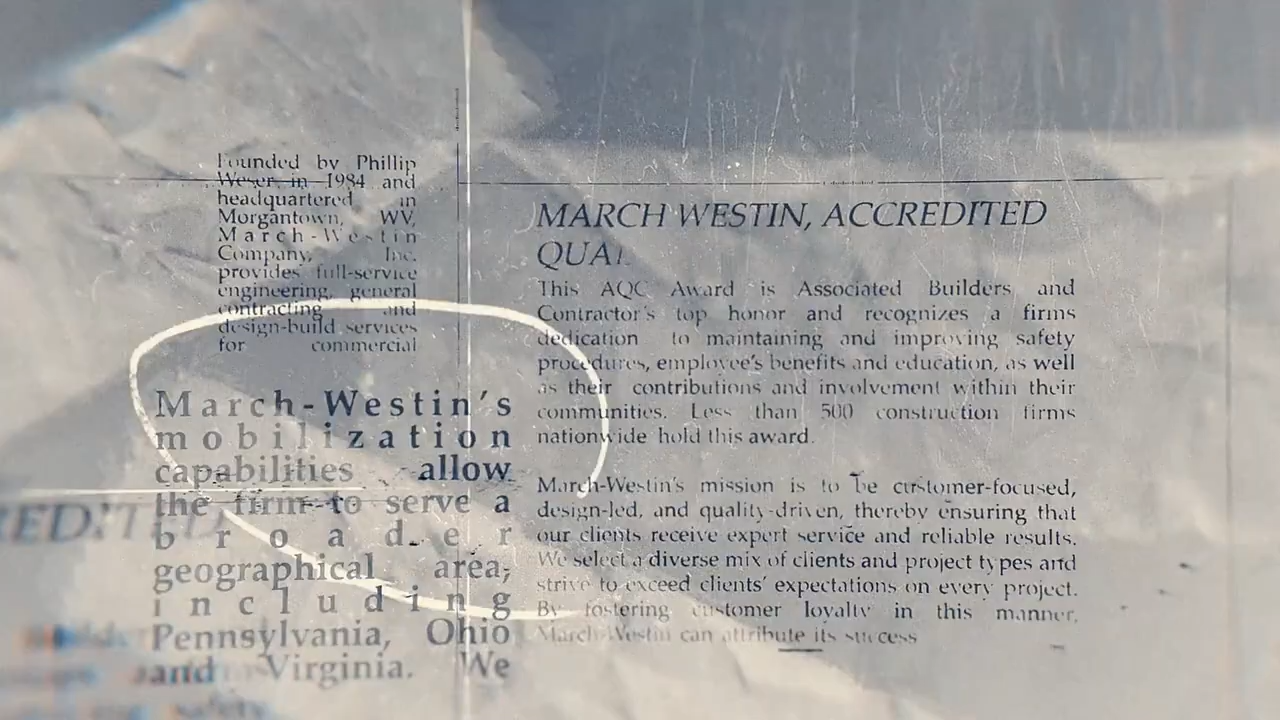 Founded by Phillip
Weser in 1984 and
headquartered in
Morgantown, WV,
March-Westin
Company, Inc.
provides full-service
engineering, general
contracting and
design-build services
for commercial
March-Westin's
mobilization
capabilities allow
the firm to serve a
broader
geographical area,
including
Pennsylvania, Ohio
and Virginia. We
MARCH WESTIN, ACCREDITED
QUAL
This AQC Award is Associated Builders and
Contractor's top honor and recognizes a firms
dedication to maintaining and improving safety
procedures, employee's benefits and education, as well
as their contributions and involvement within their
communities. Less than 500 construction firms
nationwide hold this award.
March-Westin's mission is to be customer-focused,
design-led, and quality-driven, thereby ensuring that
our clients receive expert service and reliable results.
We select a diverse mix of clients and project types and
strive to exceed clients' expectations on every project.
By fostering customer loyalty in this manner,
March-Westin can attribute its success
REDITED
safety